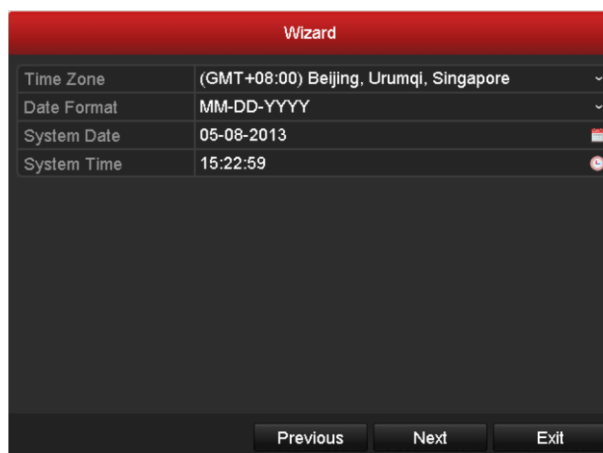 Wizard
Time Zone (GMT+08:00) Beijing, Urumqi, Singapore
Date Format MM-DD-YYYY
System Date 05-08-2013
System Time 15:22:59
Previous Next Exit